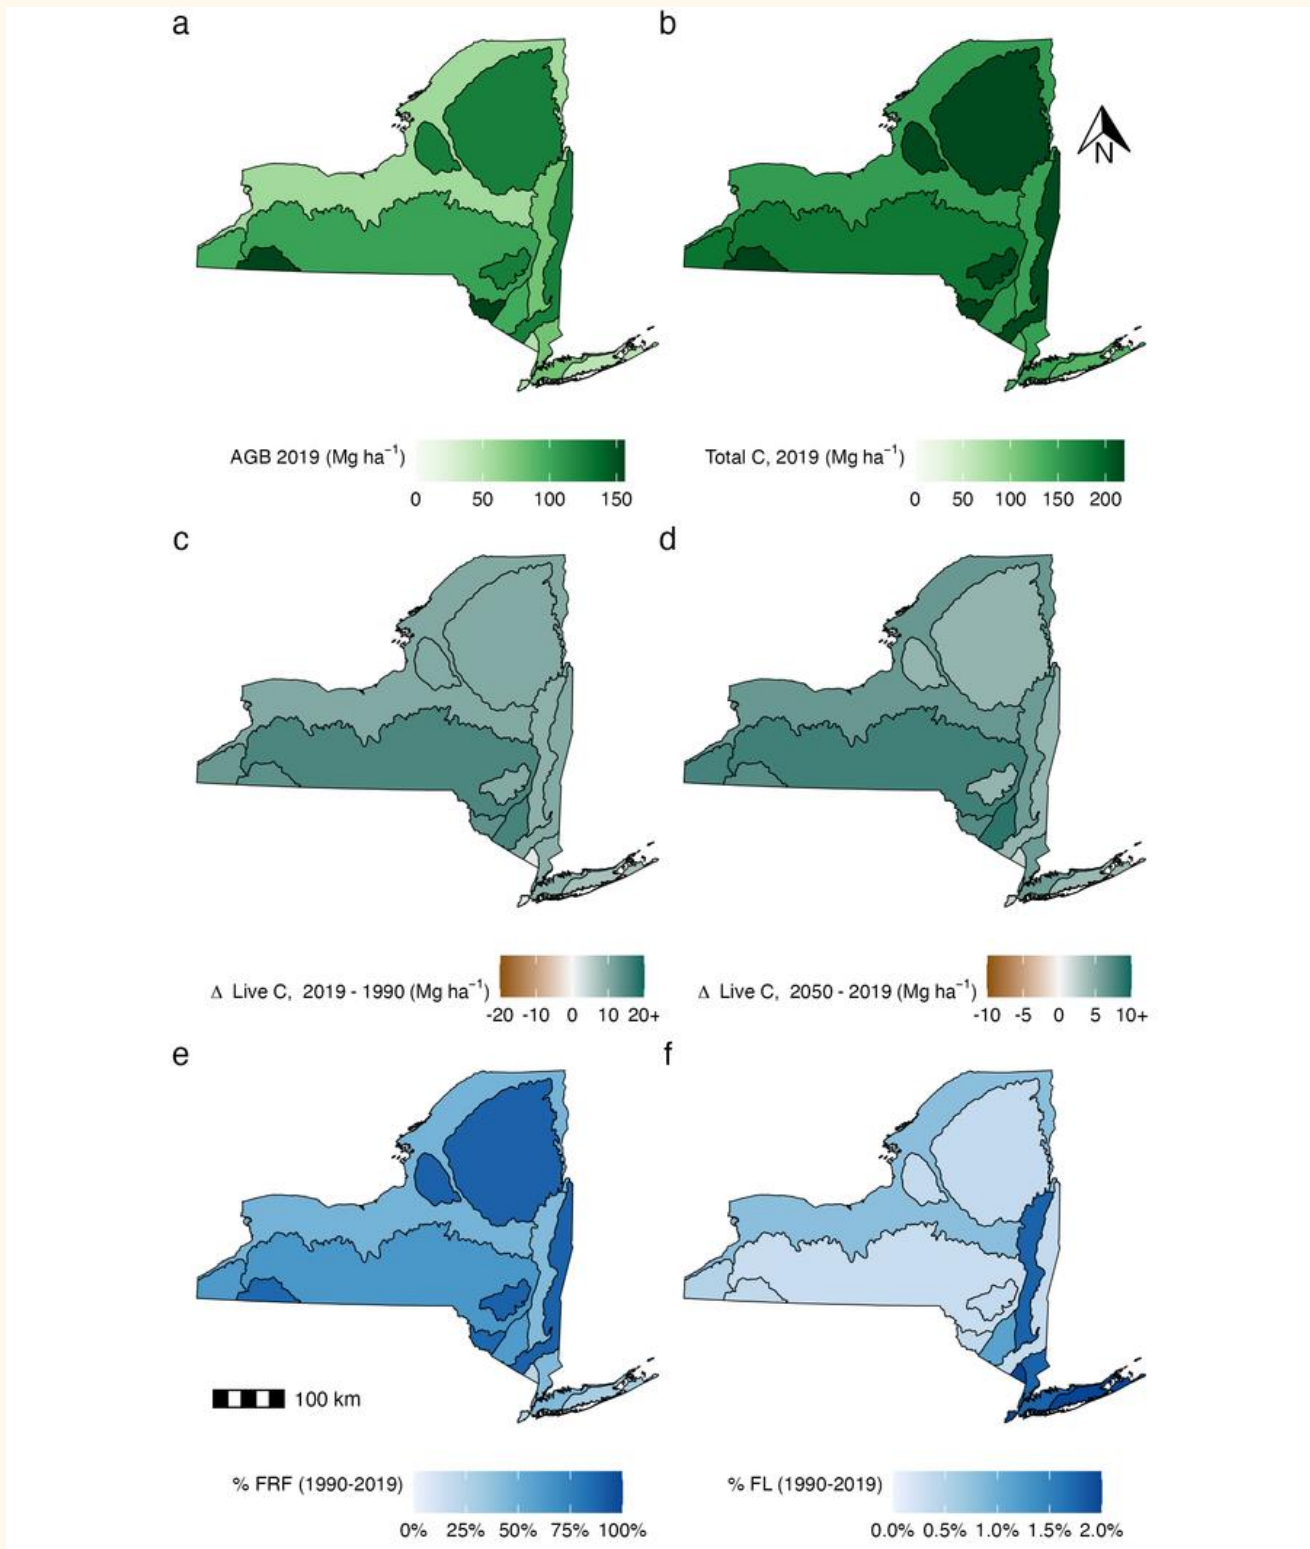 a
b
N
AGB 2019 (Mg ha⁻¹)
0 50 100 150
Total C, 2019 (Mg ha⁻¹)
0 50 100 150 200
c
d
Δ Live C, 2019 - 1990 (Mg ha⁻¹)
-20 -10 0 10 20+
Δ Live C, 2050 - 2019 (Mg ha⁻¹)
-10 -5 0 5 10+
e
f
100 km
% FRF (1990-2019)
0% 25% 50% 75% 100%
% FL (1990-2019)
0.0% 0.5% 1.0% 1.5% 2.0%